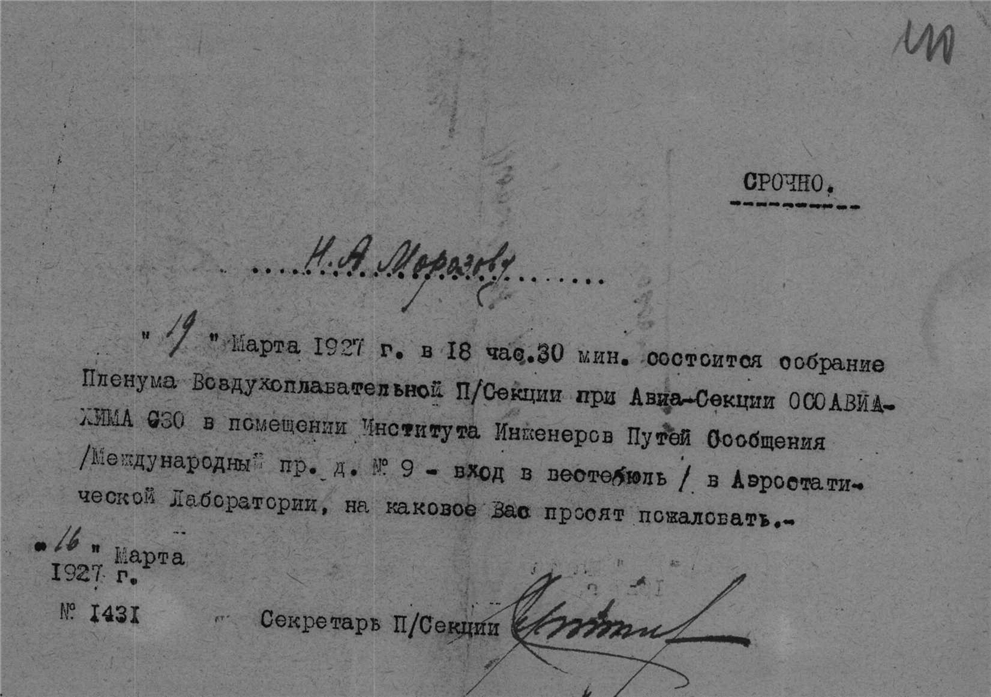 СРОЧНО.
Н. А Морозову
" 19 " Марта 1927 г. в 18 час.30 мин. состоится собрание
Пленума Воздухоплавательной П/Секции при Авиа-Секции ОСОАВИА-
ХИМА СЗО в помещении Института Инженеров Путей Сообщения
/Международный пр. д. № 9 - вход в вестебюль / в Аэростати-
ческой Лаборатории, на каковое Вас просят пожаловать.-
" 16 " Марта
1927 г.
№ 1431
Секретарь П/Секции